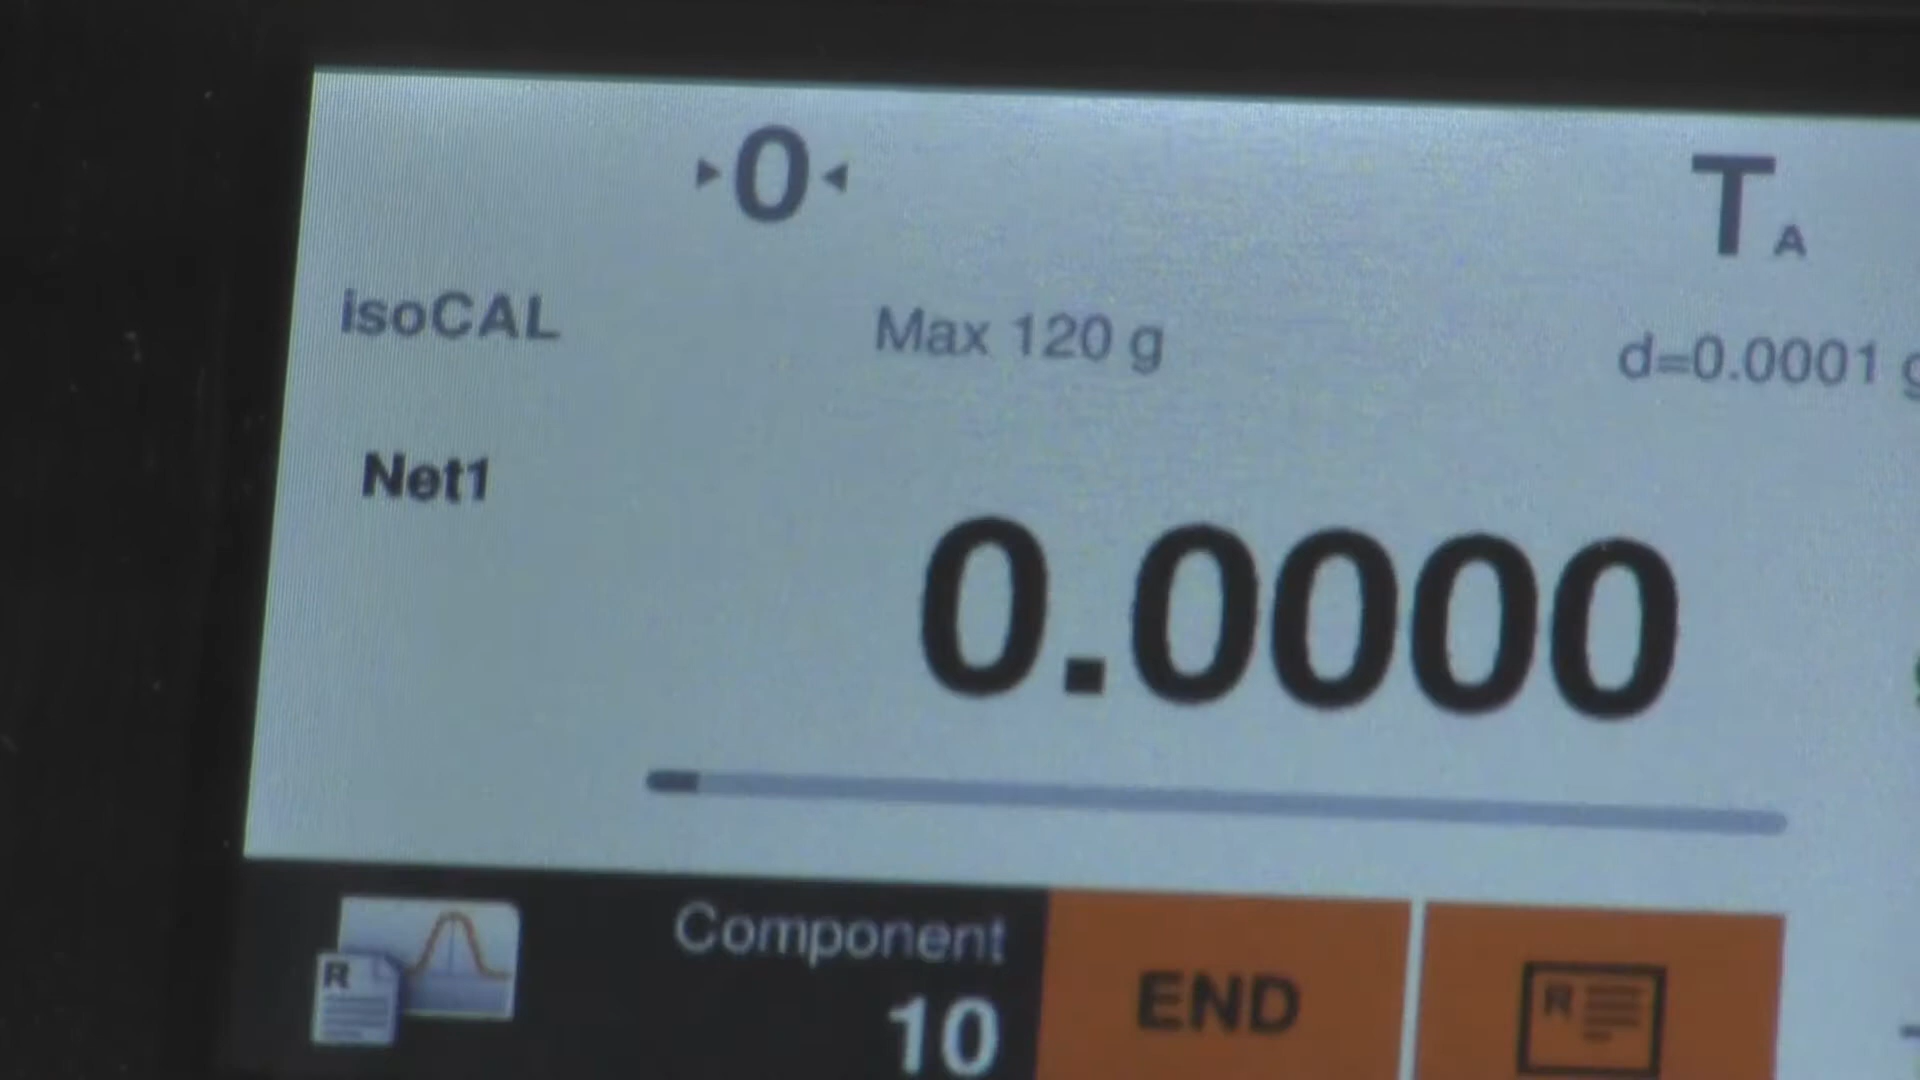 ▸0◂
TA
isoCAL
Max 120 g
d=0.0001 g
Net1
0.0000
R
Component
10
END
R